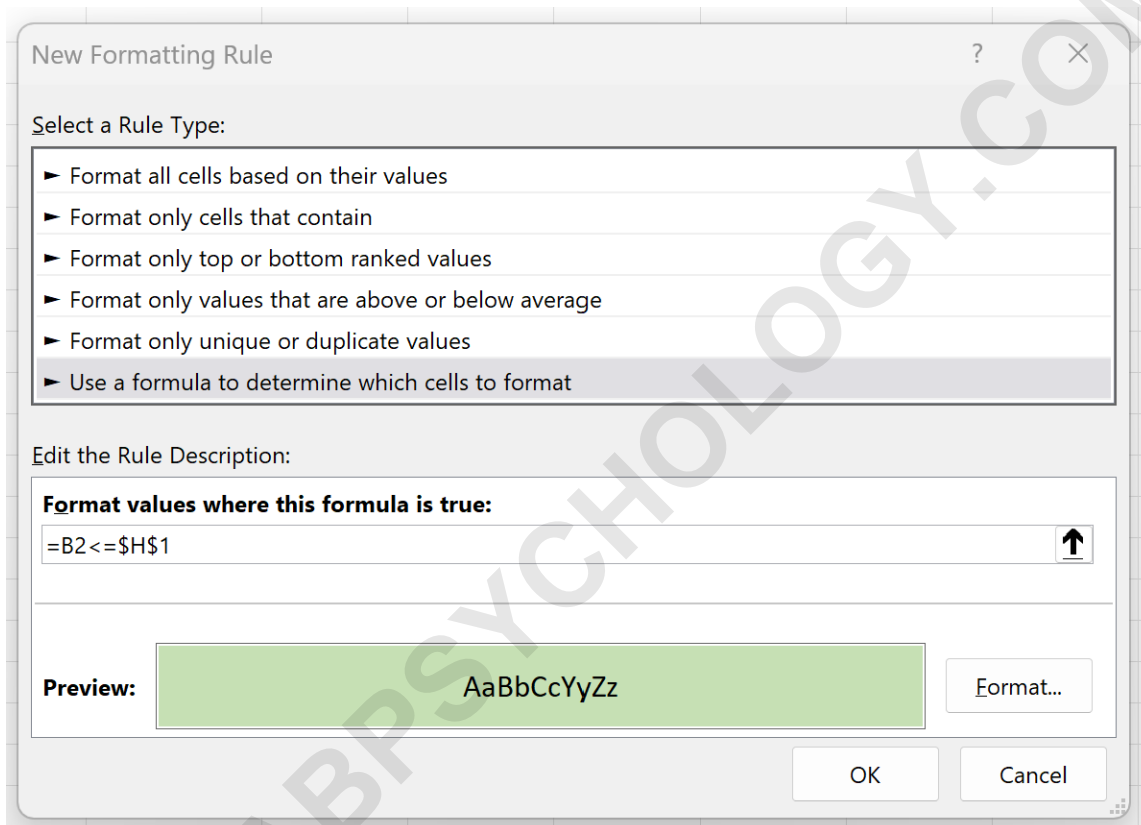 New Formatting Rule
?
Select a Rule Type:
► Format all cells based on their values
► Format only cells that contain
► Format only top or bottom ranked values
► Format only values that are above or below average
► Format only unique or duplicate values
► Use a formula to determine which cells to format
Edit the Rule Description:
Format values where this formula is true:
=B2<=$H$1
Preview:
AaBbCcYyZz
Format...
OK
Cancel
ABPSYCHOLOGY.COM